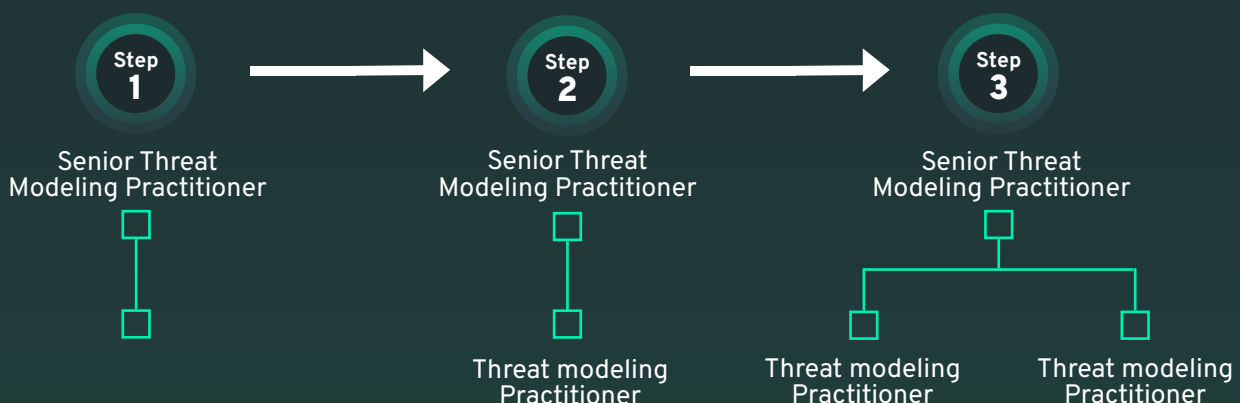 Step
1
Step
2
Step
3
Senior Threat
Modeling Practitioner
Senior Threat
Modeling Practitioner
Senior Threat
Modeling Practitioner
Threat modeling
Practitioner
Threat modeling
Practitioner
Threat modeling
Practitioner